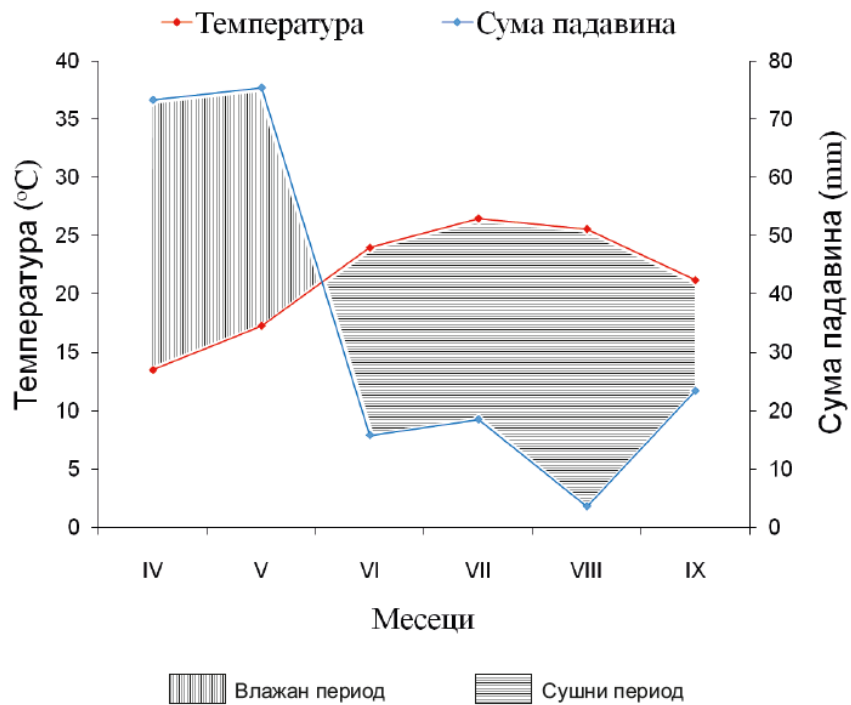 Температура
Сума падавина
40
35
30
25
20
15
10
5
0
Температура (°C)
80
70
60
50
40
30
20
10
0
Сума падавина (mm)
IV V VI VII VIII IX
Месеци
Влажан период
Сушни период